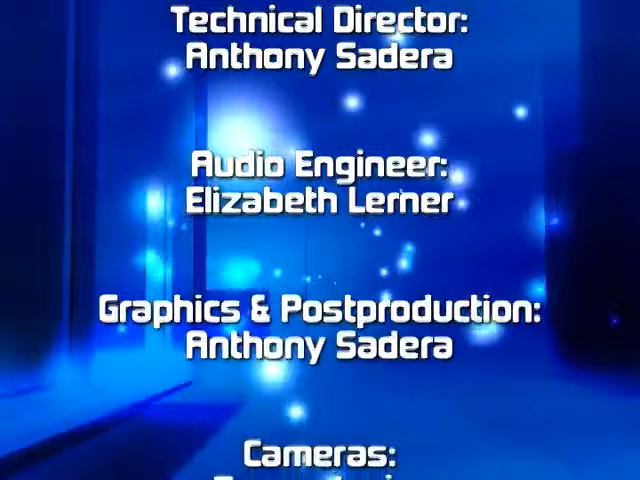 Technical Director:
Anthony Sadera
Audio Engineer:
Elizabeth Lerner
Graphics & Postproduction:
Anthony Sadera
Cameras: